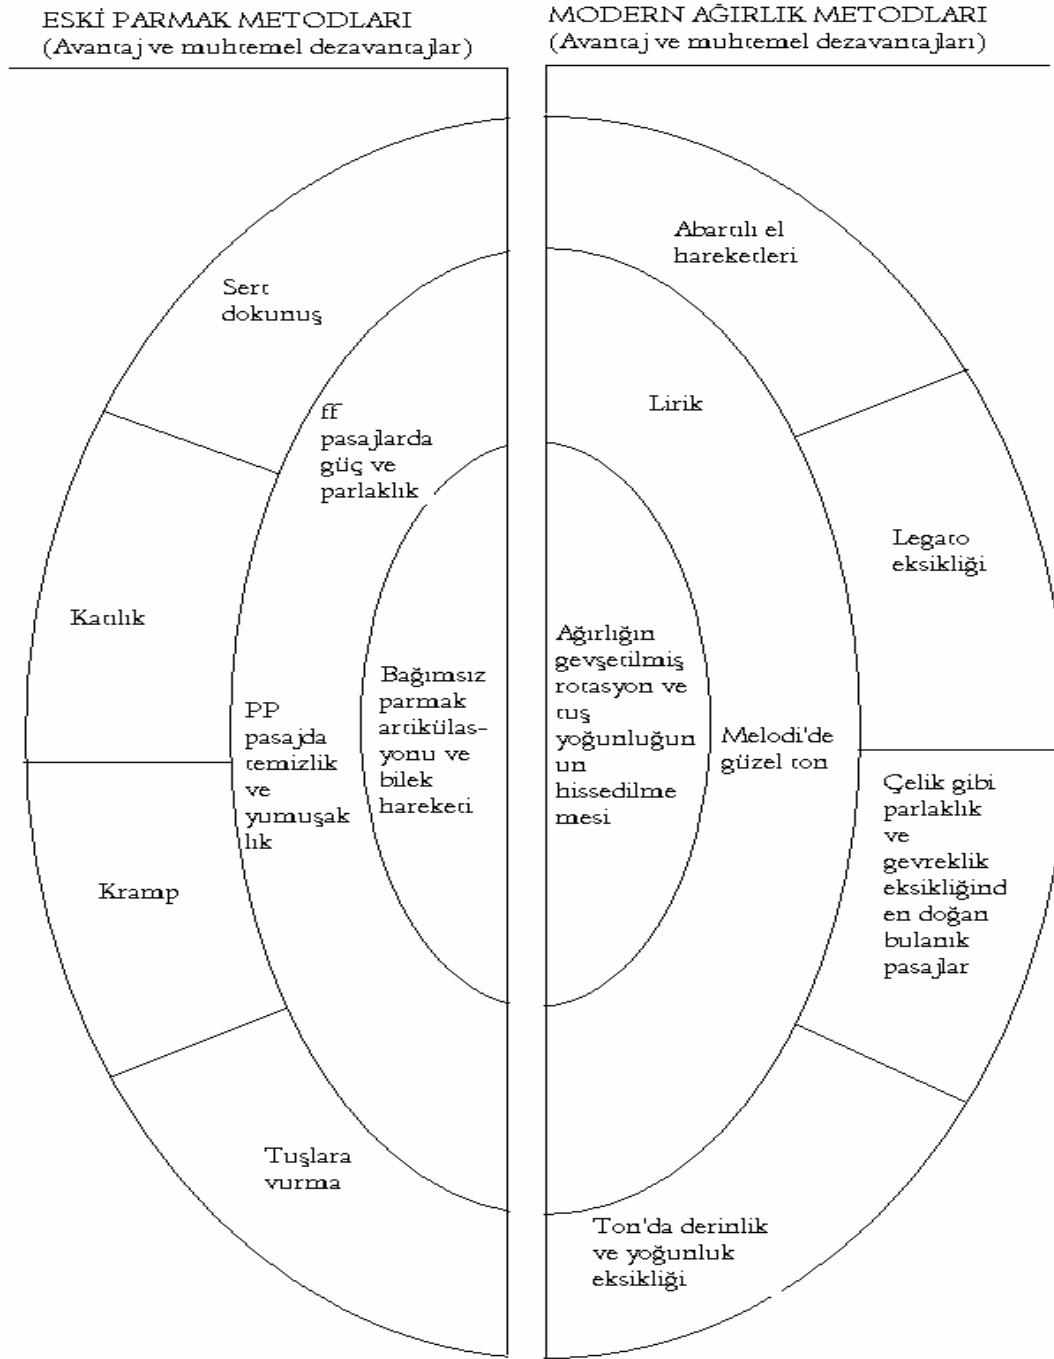 ESKİ PARMAK METODLARI
(Avantaj ve muhtemel dezavantajlar)
MODERN AĞIRLIK METODLARI
(Avantaj ve muhtemel dezavantajları)
Sert
dokunuş
Katılık
Kramp
Tuşlara
vurma
ff
pasajlarda
güç ve
parlaklık
PP
pasajda
temizlik
ve
yumuşak
lık
Bağımsız
parmak
artikülas-
yonu ve
bilek
hareketi
Ağırlığın
gevşetilmiş
rotasyon ve
tuş
yoğunluğun
un
hissedilme
mesi
Lirik
Melodi'de
güzel ton
Abartılı el
hareketleri
Legato
eksikliği
Çelik gibi
parlaklık
ve
gevreklik
eksikliğind
en doğan
bulanık
pasajlar
Ton'da derinlik
ve yoğunluk
eksikliği